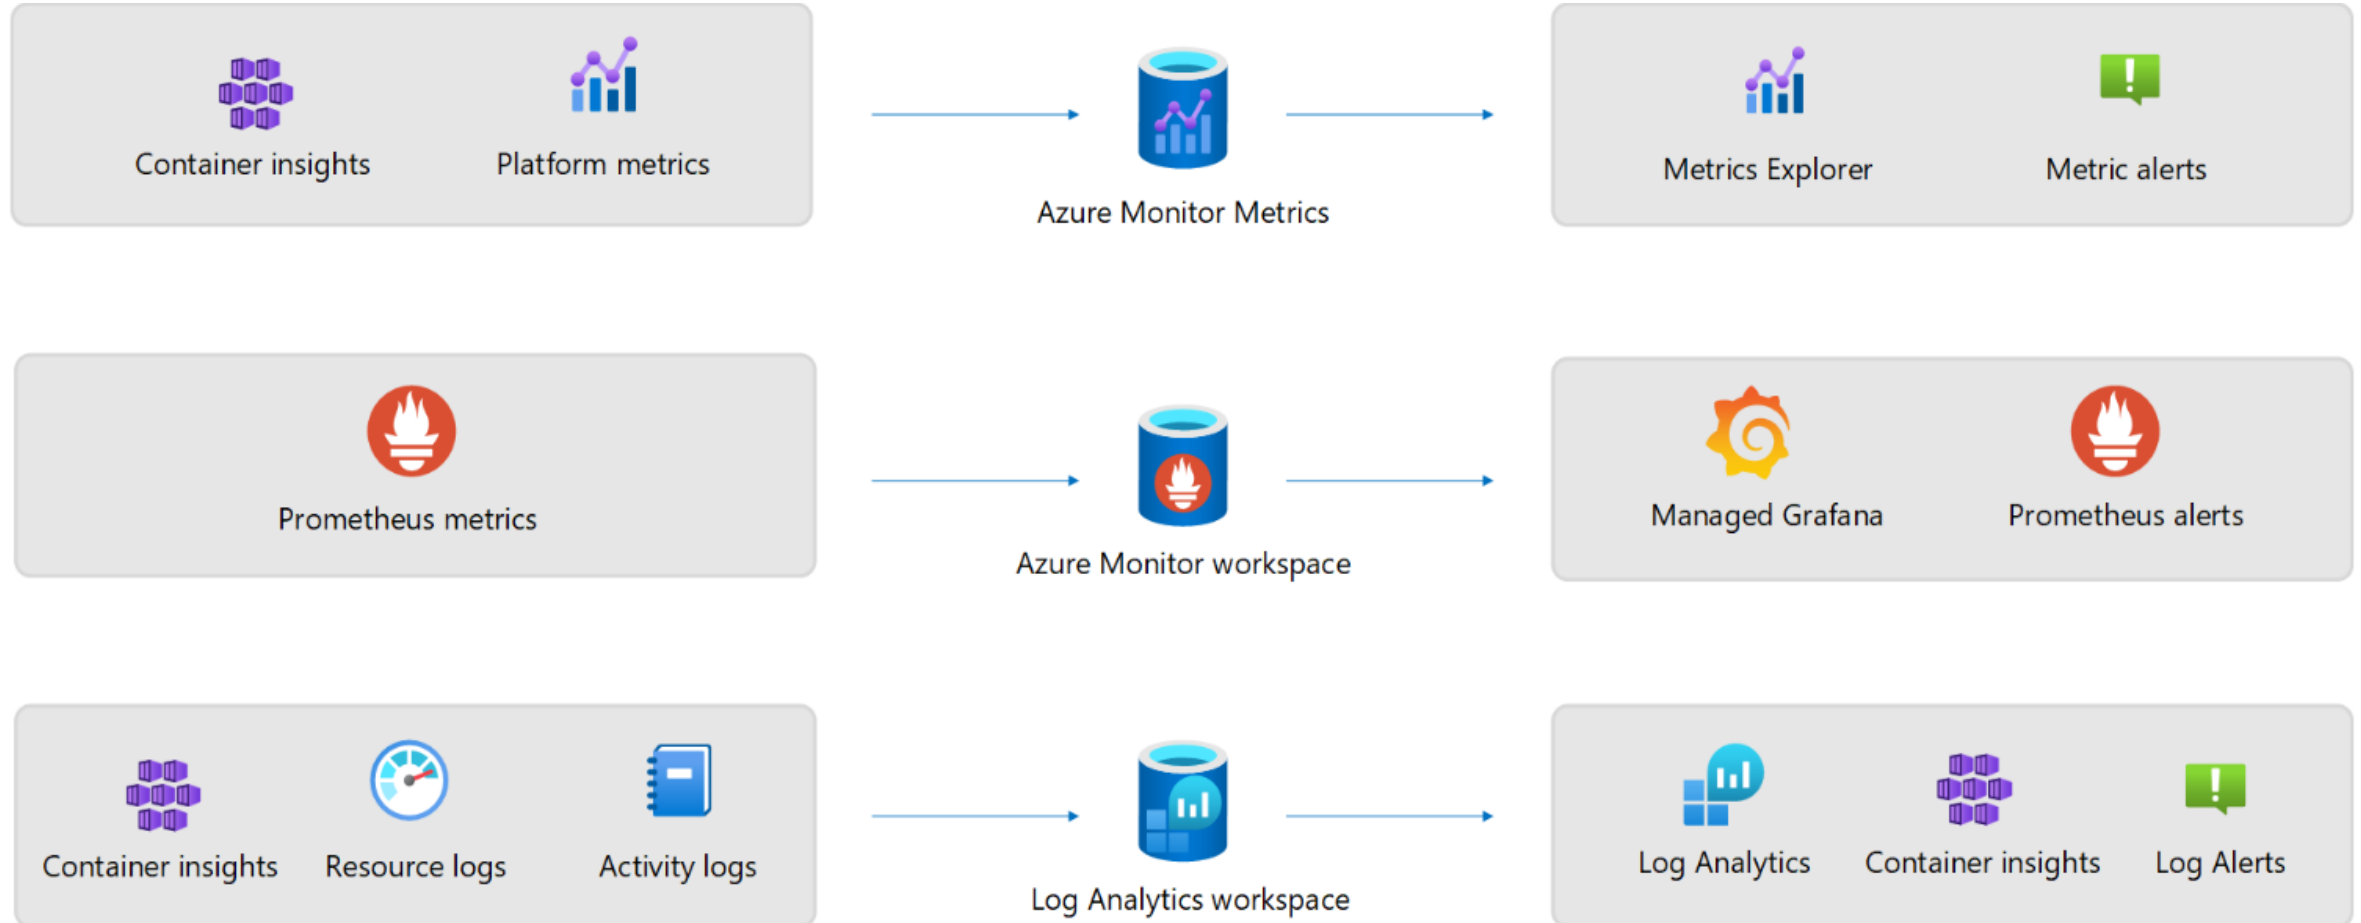 Container insights
Platform metrics
Azure Monitor Metrics
Metrics Explorer
Metric alerts
Prometheus metrics
Azure Monitor workspace
Managed Grafana
Prometheus alerts
Container insights
Resource logs
Activity logs
Log Analytics workspace
Log Analytics
Container insights
Log Alerts